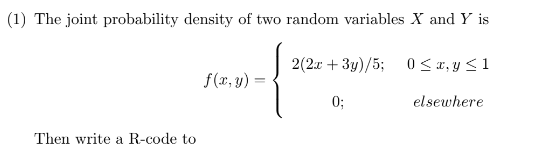 (1) The joint probability density of two random variables X and Y is
f(x, y) = { 2(2x + 3y)/5; 0 ≤ x, y ≤ 1
0; elsewhere
Then write a R-code to